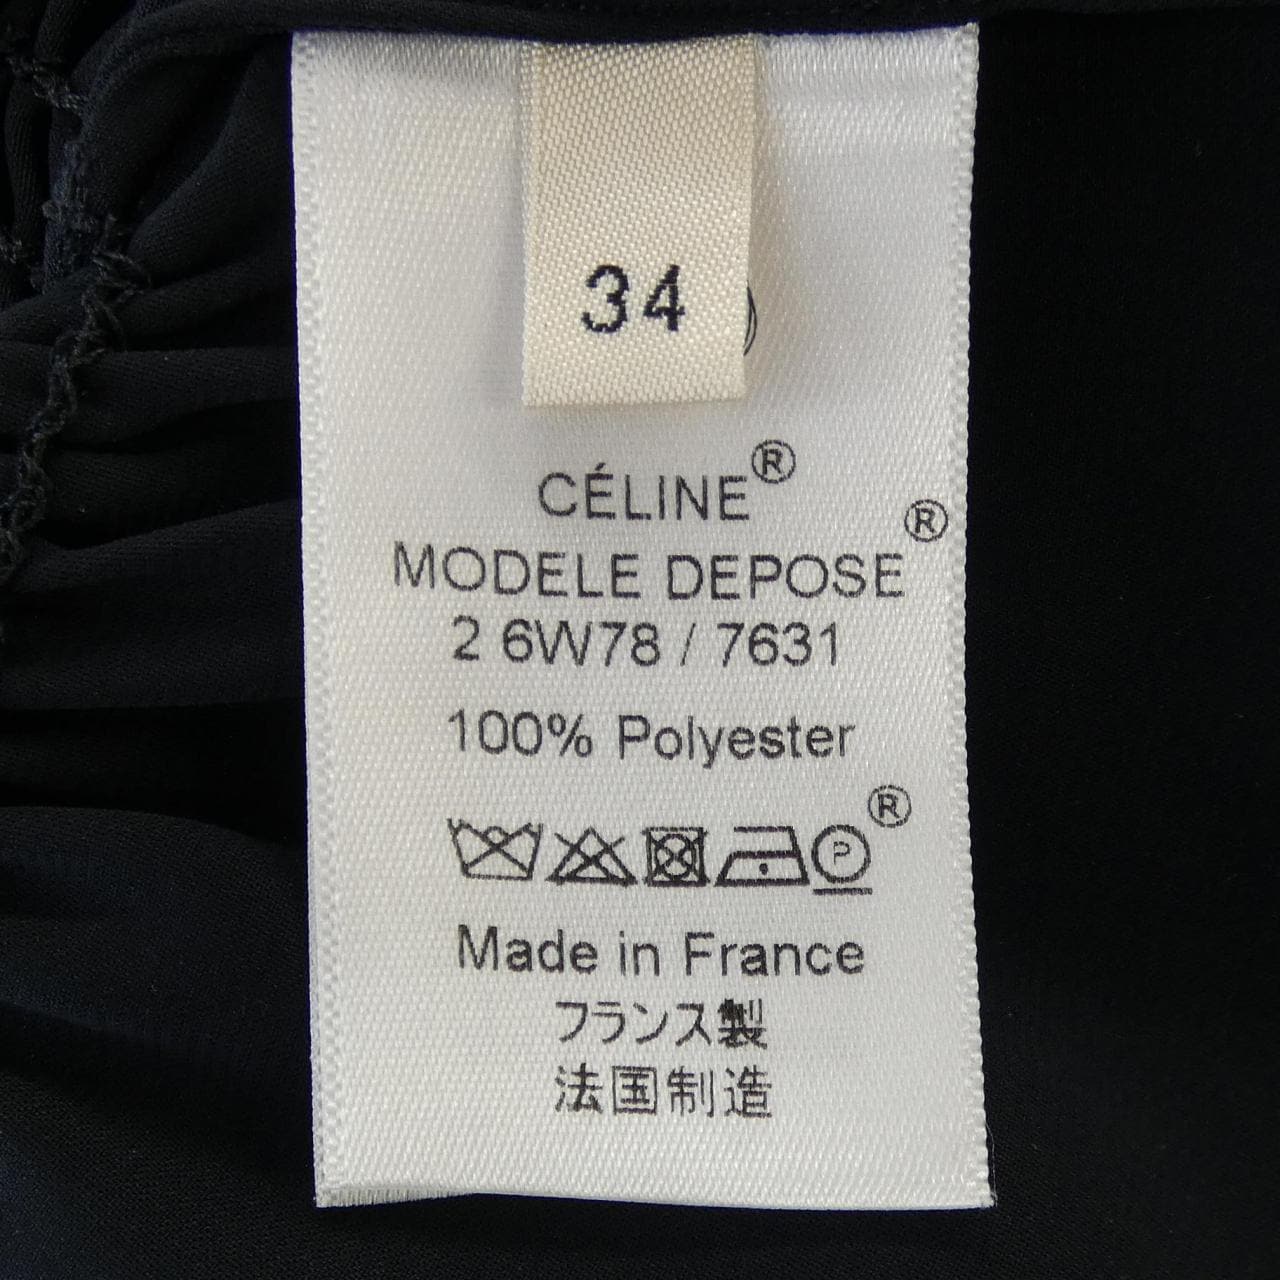 34
CÉLINE®
MODELE DEPOSE®
2 6W78 / 7631
100% Polyester
P ®
Made in France
フランス製
法国制造